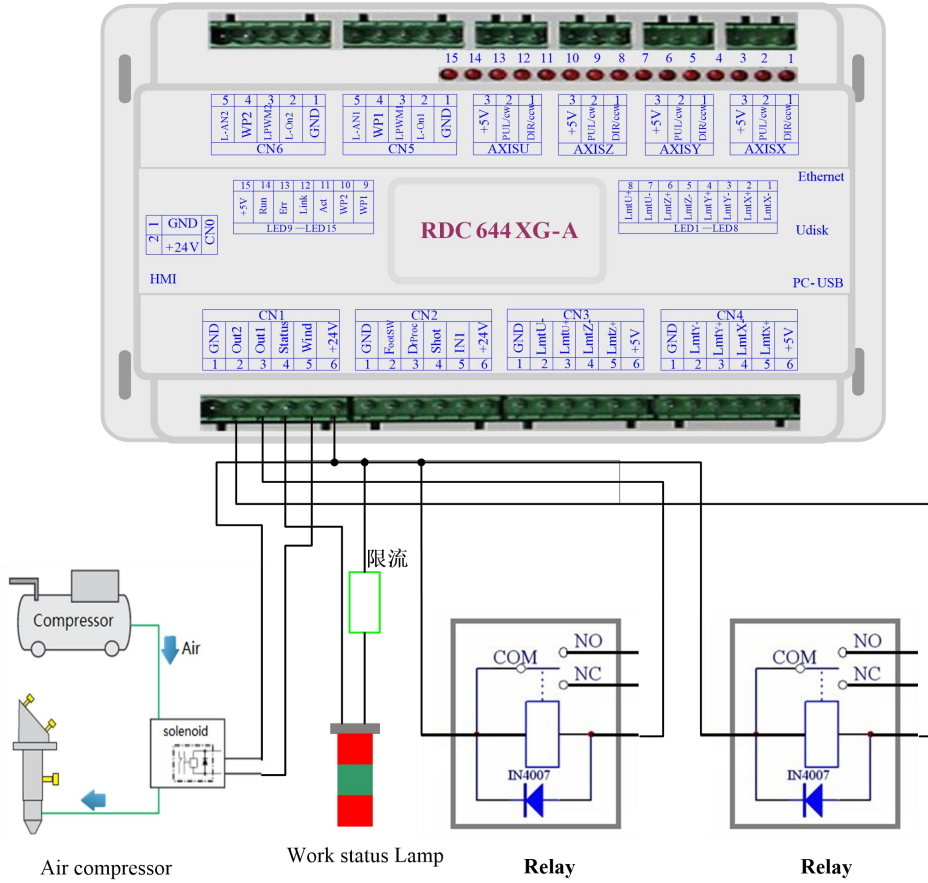 15 14 13 12 11 10 9 8 7 6 5 4 3 2 1
5 4 3 2 1
L-AN2 WP2 LPWM2 L-On2 GND
CN6
5 4 3 2 1
L-AN1 WP1 LPWM1 L-On1 GND
CN5
3 2 1
+5V PUL/cw DIR/ccw
AXISU
3 2 1
+5V PUL/cw DIR/ccw
AXISZ
3 2 1
+5V PUL/cw DIR/ccw
AXISY
3 2 1
+5V PUL/cw DIR/ccw
AXISX
Ethernet
15 14 13 12 11 10 9
+5V Run Err Link Act WP2 WP1
LED9—LED15
8 7 6 5 4 3 2 1
LmtU+ LmtU- LmtZ+ LmtZ- LmtY+ LmtY- LmtX+ LmtX-
LED1—LED8
1 GND
2 +24V
CN0
RDC 644 XG-A
Udisk
HMI
PC-USB
CN1
GND Out2 Out1 Status Wind +24V
1 2 3 4 5 6
CN2
GND FootSW DrProc Shot IN1 +24V
1 2 3 4 5 6
CN3
GND LmtU- LmtU+ LmtZ- LmtZ+ +5V
1 2 3 4 5 6
CN4
GND LmtY- LmtY+ LmtX- LmtX+ +5V
1 2 3 4 5 6
限流
Compressor
Air
solenoid
Air compressor
Work status Lamp
NO
COM
NC
IN4007
Relay
NO
COM
NC
IN4007
Relay